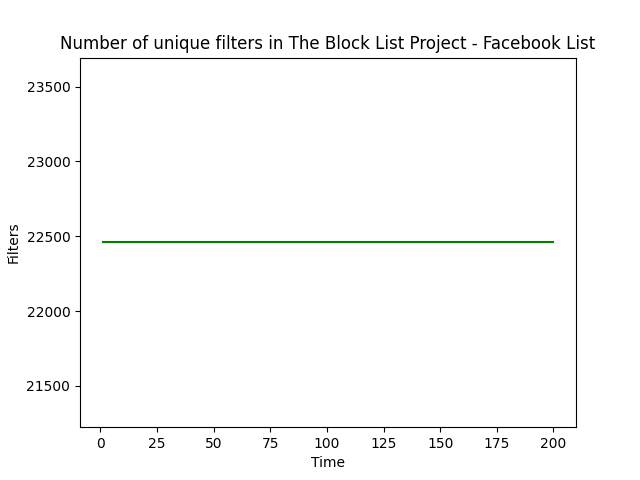 Number of unique filters in The Block List Project - Facebook List
23500
23000
22500
22000
21500
Filters
0 25 50 75 100 125 150 175 200
Time